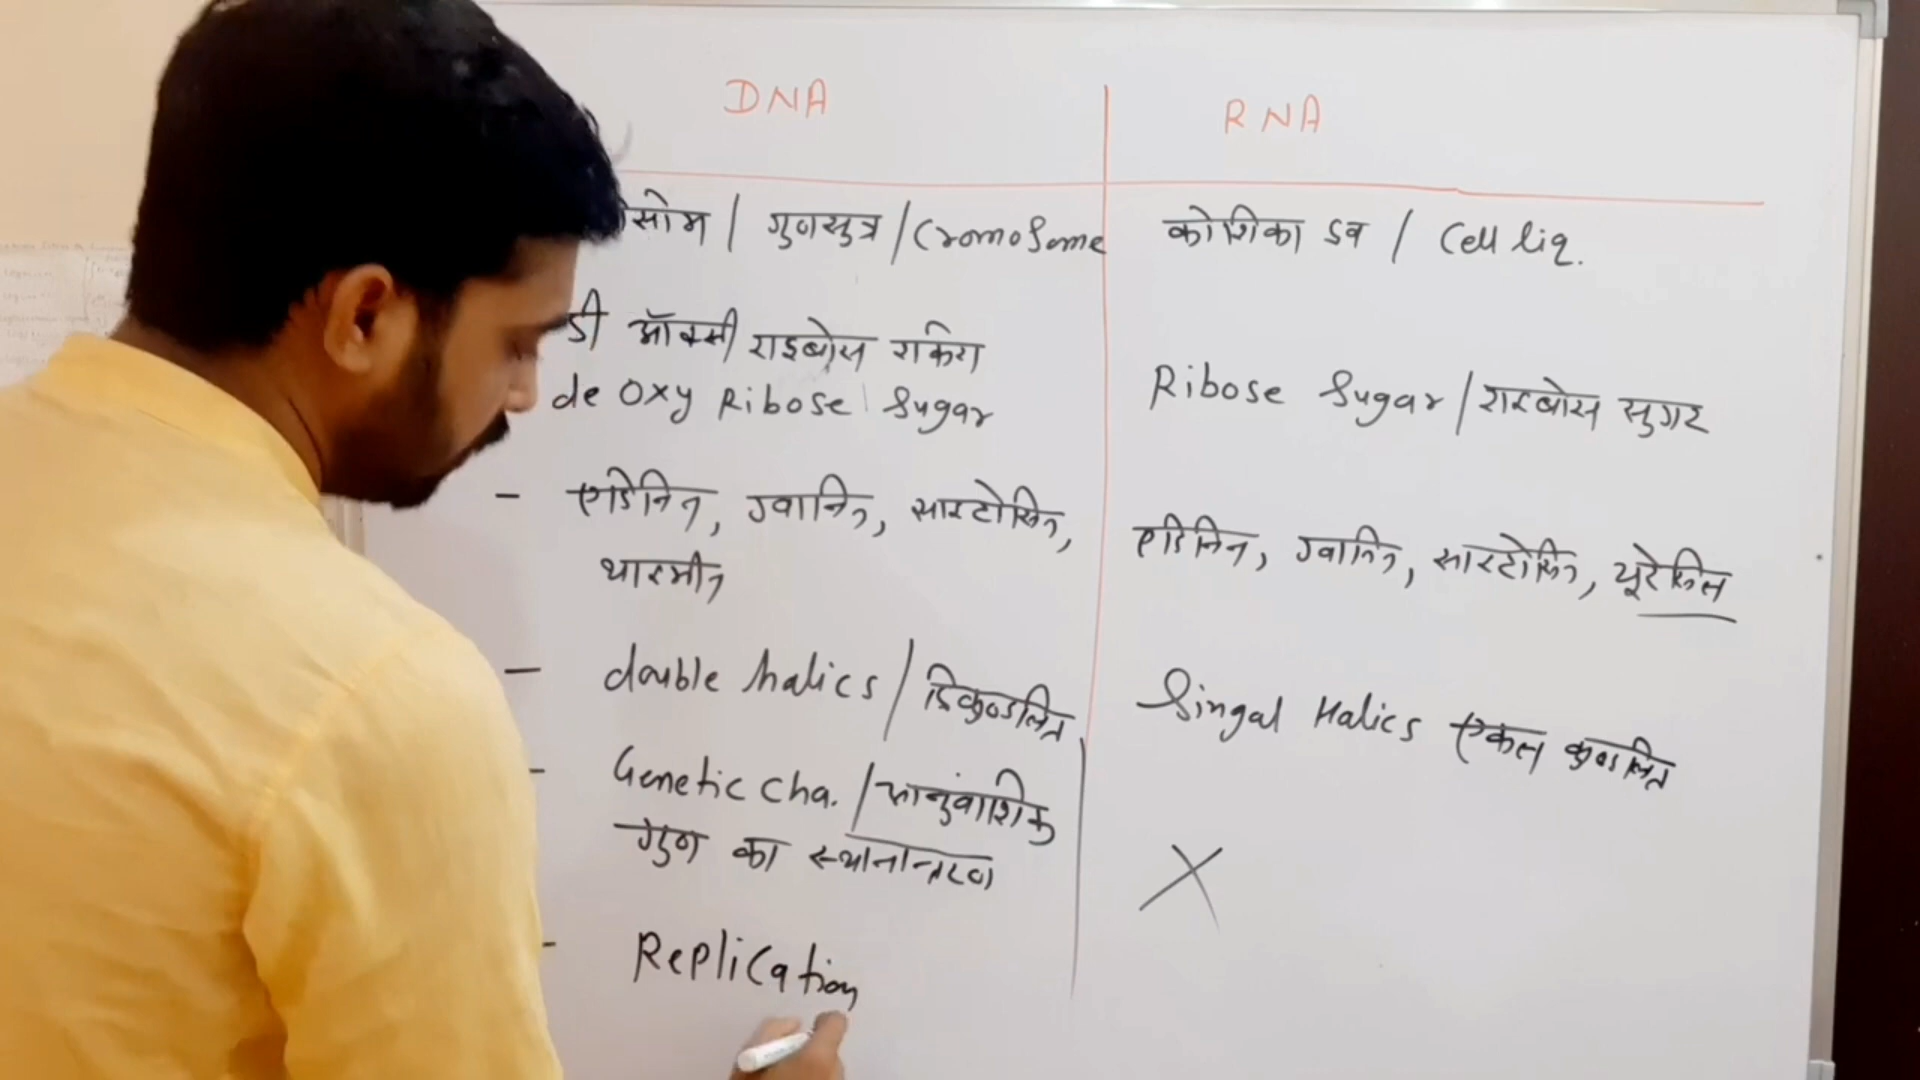 DNA
RNA
सोम / गुणसुत्र / Cromosome
कोशिका द्रव / Cell liq.
डी ऑक्सी राइबोस शर्करा
de oxy Ribose Sugar
Ribose Sugar / राइबोस सुगर
- एडिनिन, ग्वानिन, साइटोसिन,
थाइमीन
एडिनिन, ग्वानिन, साइटोसिन, यूरेसिल
- double halics / द्विकुण्डलित
Singal Halics एकल कुण्डलित
- Genetic Cha. / आनुवांशिक
गुण का स्थानान्तरण
- Replication